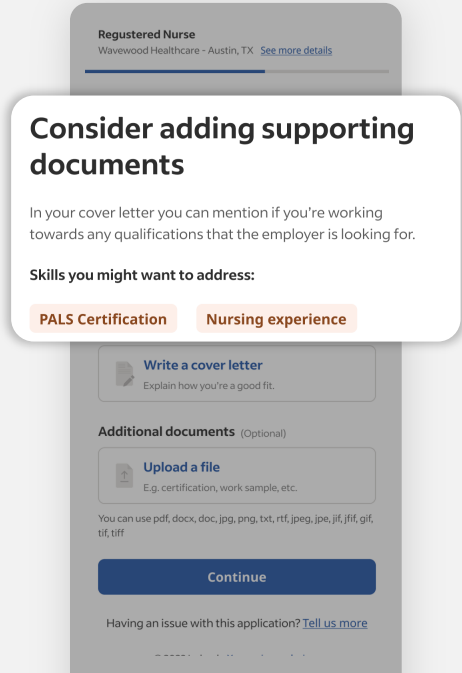 Regustered Nurse
Wavewood Healthcare - Austin, TX See more details
Consider adding supporting
documents
In your cover letter you can mention if you're working
towards any qualifications that the employer is looking for.
Skills you might want to address:
PALS Certification Nursing experience
Write a cover letter
Explain how you're a good fit.
Additional documents (Optional)
Upload a file
E.g. certification, work sample, etc.
You can use pdf, docx, doc, jpg, png, txt, rtf, jpeg, jpe, jif, jfif, gif,
tif, tiff
Continue
Having an issue with this application? Tell us more